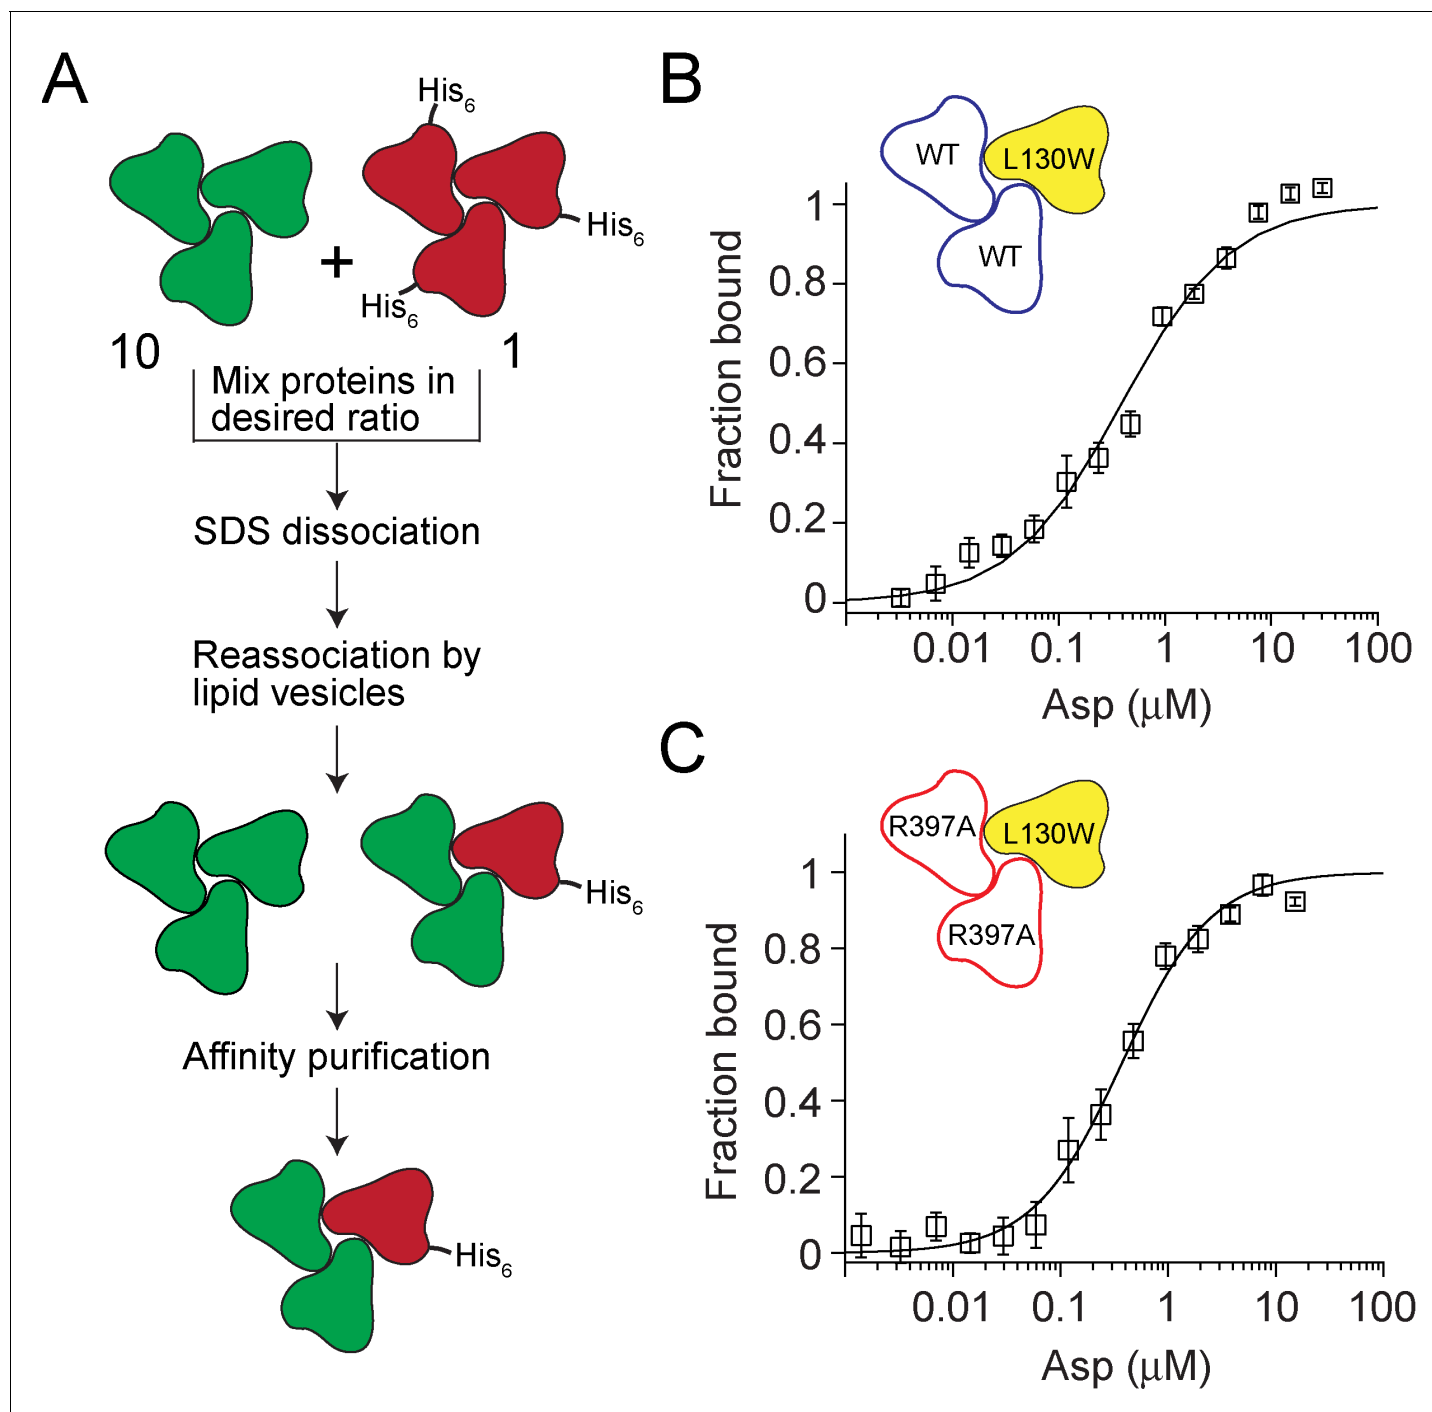 A
His6
His6
His6
+
10
1
Mix proteins in
desired ratio
SDS dissociation
Reassociation by
lipid vesicles
His6
Affinity purification
His6
B
WT
L130W
WT
Fraction bound
1
0.8
0.6
0.4
0.2
0
0.01 0.1 1 10 100
Asp (μM)
C
R397A
L130W
R397A
Fraction bound
1
0.8
0.6
0.4
0.2
0
0.01 0.1 1 10 100
Asp (μM)